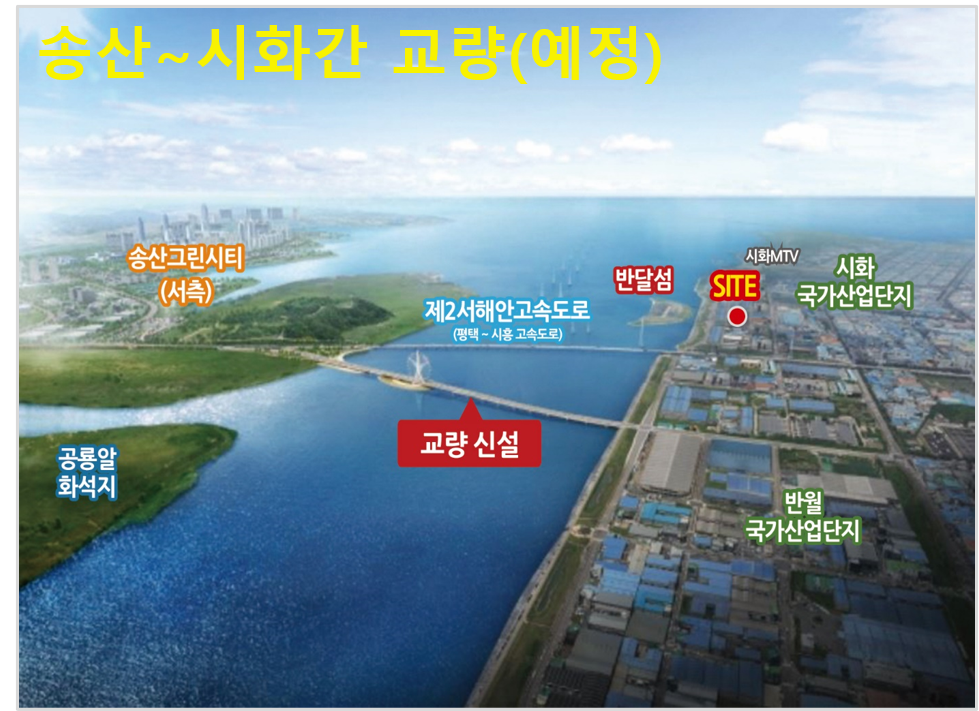 송산~시화간 교량(예정)
송산그린시티
(서측)
제2서해안고속도로
(평택 ~ 시흥 고속도로)
반달섬
SITE
시화MTV
시화
국가산업단지
교량 신설
공룡알
화석지
반월
국가산업단지